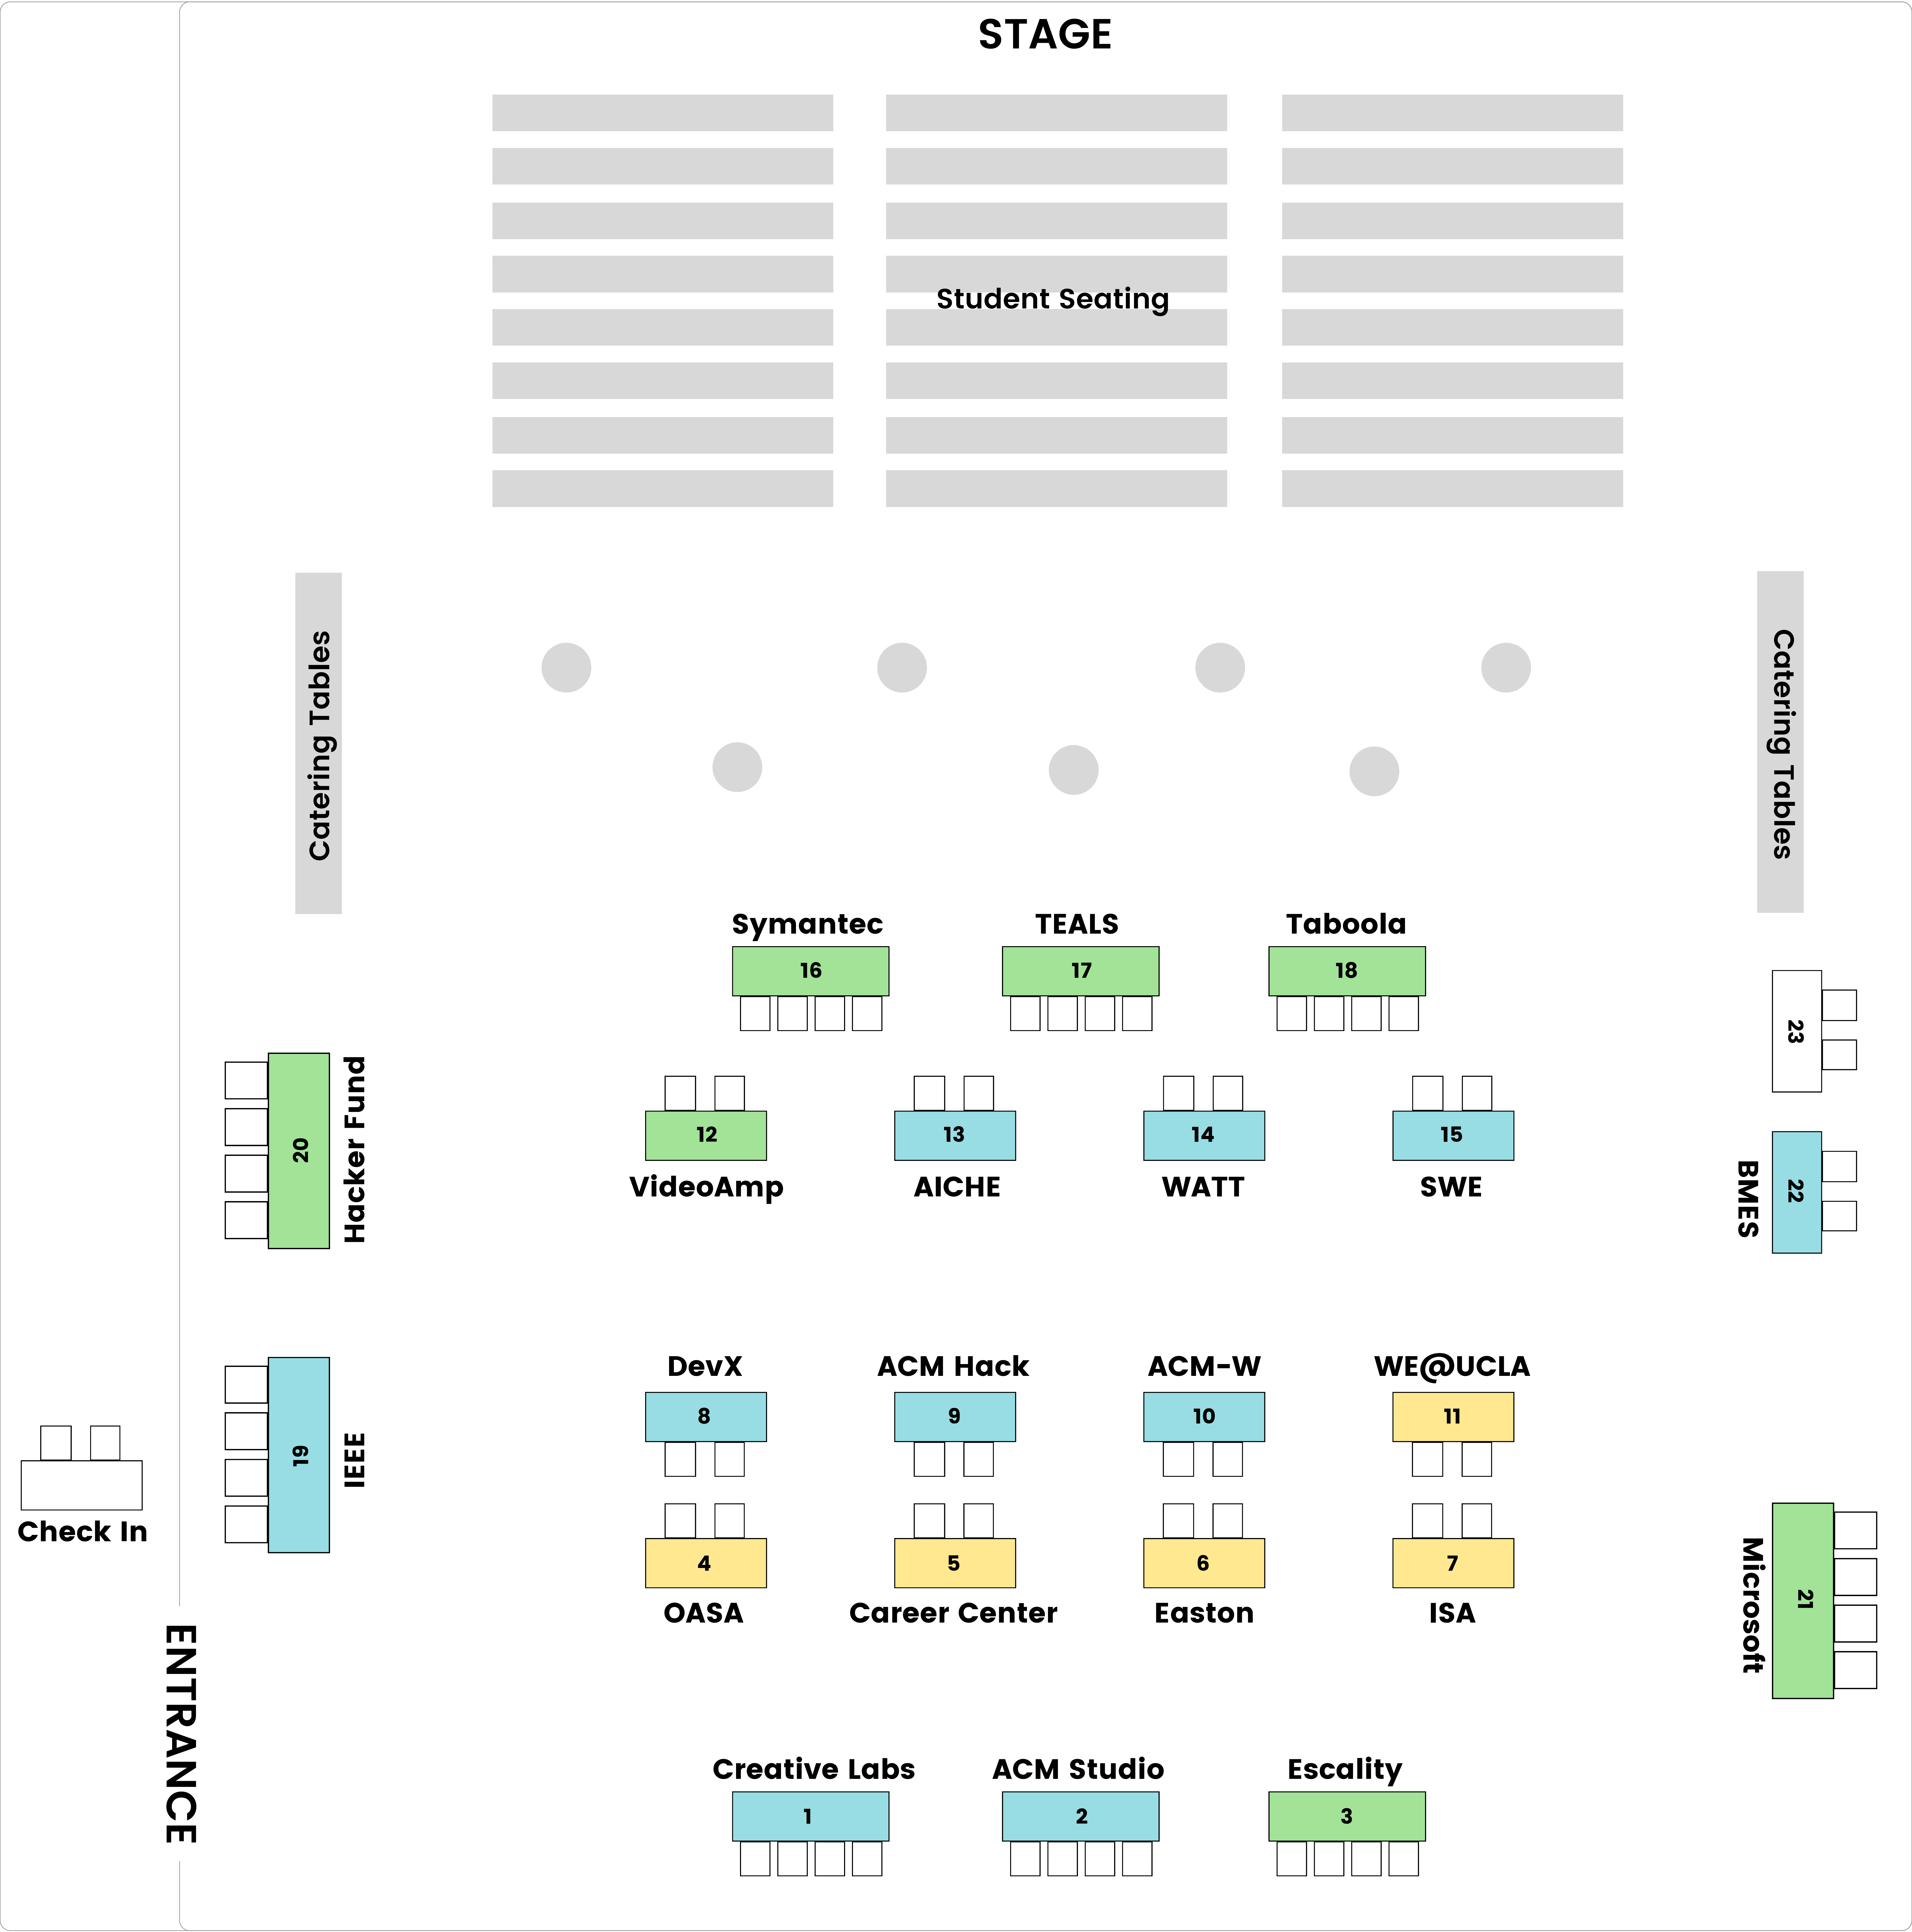 STAGE
Student Seating
Catering Tables
Catering Tables
Symantec
TEALS
Taboola
16
17
18
23
Hacker Fund
20
12
13
14
15
VideoAmp
AICHE
WATT
SWE
BMES
22
DevX
ACM Hack
ACM-W
WE@UCLA
8
9
10
11
19
IEEE
Check In
4
5
6
7
OASA
Career Center
Easton
ISA
Microsoft
21
ENTRANCE
Creative Labs
ACM Studio
Escality
1
2
3